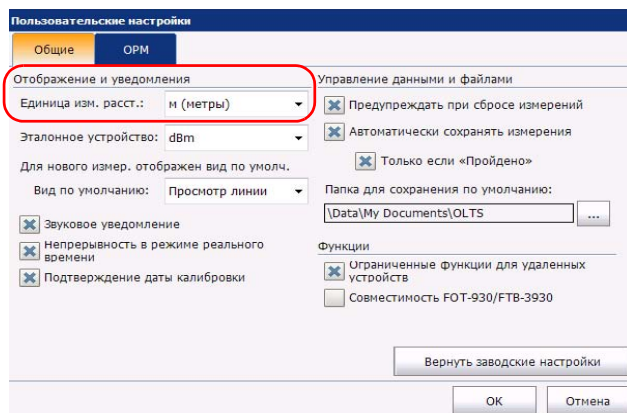 Пользовательские настройки
Общие
OPM
Отображение и уведомления
Единица изм. расст.:
м (метры)
Эталонное устройство:
dBm
Для нового измер. отображен вид по умолч.
Вид по умолчанию:
Просмотр линии
Звуковое уведомление
Непрерывность в режиме реального
времени
Подтверждение даты калибровки
Управление данными и файлами
Предупреждать при сбросе измерений
Автоматически сохранять измерения
Только если «Пройдено»
Папка для сохранения по умолчанию:
\Data\My Documents\OLTS
...
Функции
Ограниченные функции для удаленных
устройств
Совместимость FOT-930/FTB-3930
Вернуть заводские настройки
OK
Отмена